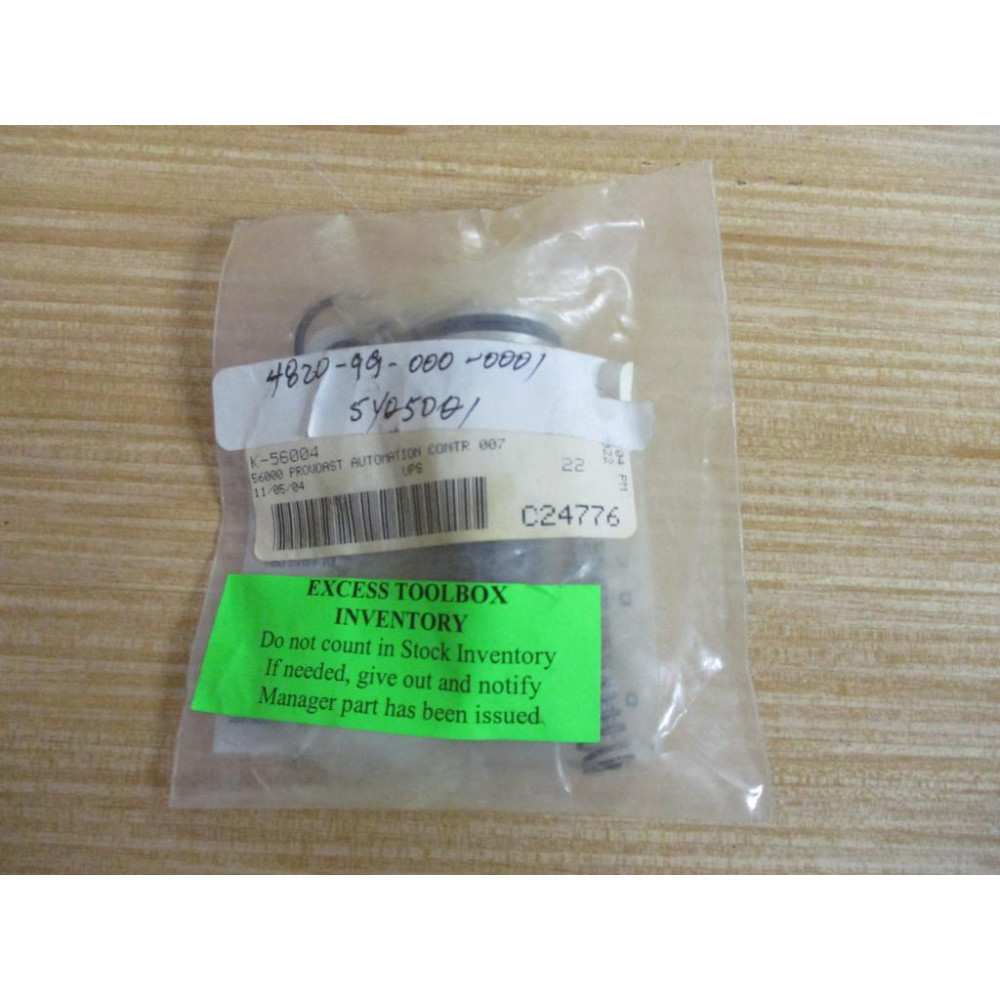 4820-99-000-0001
K-56004
56000 PROVOAST AUTOMATION CONTR 007
11/05/04 UPS 22
C24776
EXCESS TOOLBOX
INVENTORY
Do not count in Stock Inventory
If needed, give out and notify
Manager part has been issued